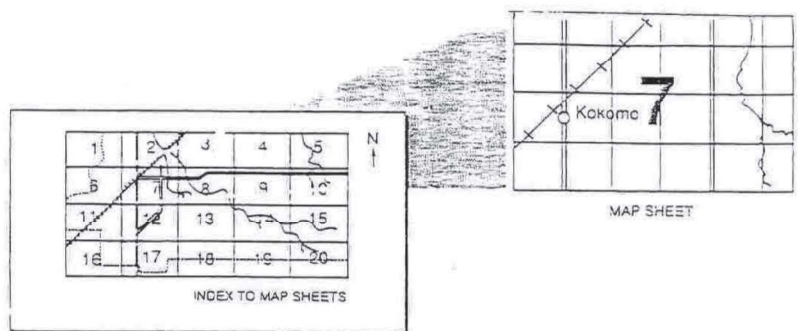 7
Kokomo
MAP SHEET
N
1 2 3 4 5
6 7 8 9 10
11 12 13 14 15
16 17 18 19 20
INDEX TO MAP SHEETS